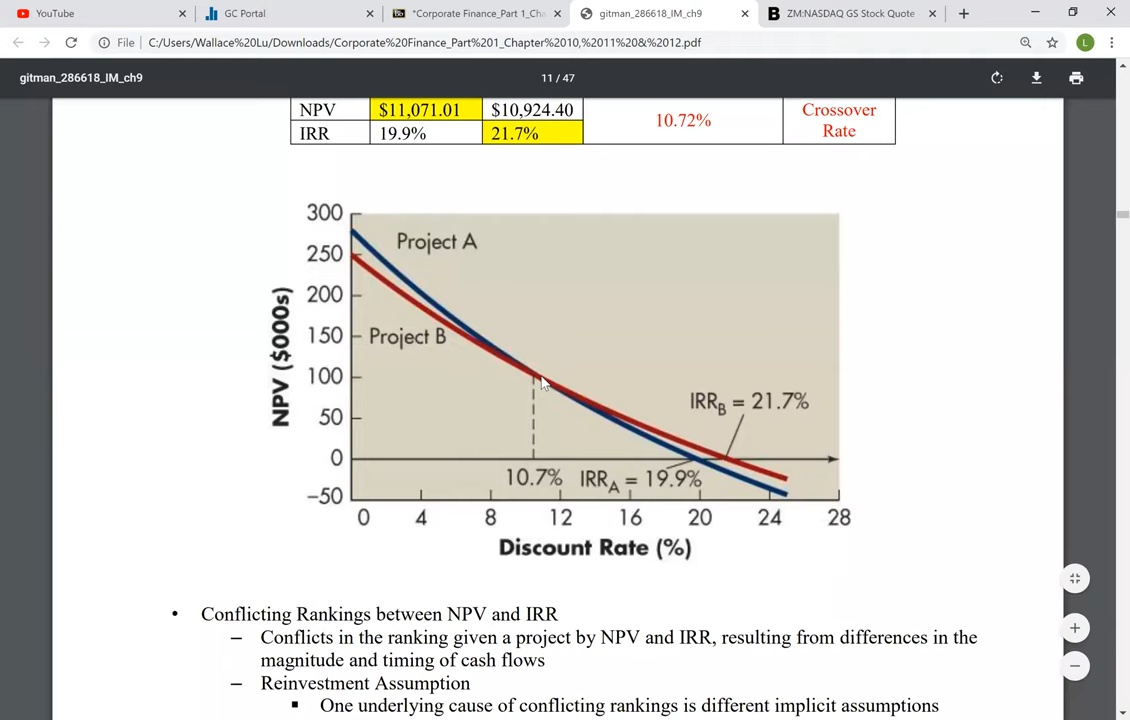 YouTube
GC Portal
*Corporate Finance_Part 1_Cha
gitman_286618_IM_ch9
ZM:NASDAQ GS Stock Quote
File
C:/Users/Wallace%20Lu/Downloads/Corporate%20Finance_Part%201_Chapter%2010,%2011%20&%2012.pdf
L
gitman_286618_IM_ch9
11 / 47
NPV $11,071.01 $10,924.40
IRR 19.9% 21.7%
10.72%
Crossover
Rate
300
250
200
150
100
50
0
−50
NPV ($000s)
Project A
Project B
IRRB = 21.7%
10.7% IRRA = 19.9%
0 4 8 12 16 20 24 28
Discount Rate (%)
• Conflicting Rankings between NPV and IRR
– Conflicts in the ranking given a project by NPV and IRR, resulting from differences in the
magnitude and timing of cash flows
– Reinvestment Assumption
▪ One underlying cause of conflicting rankings is different implicit assumptions